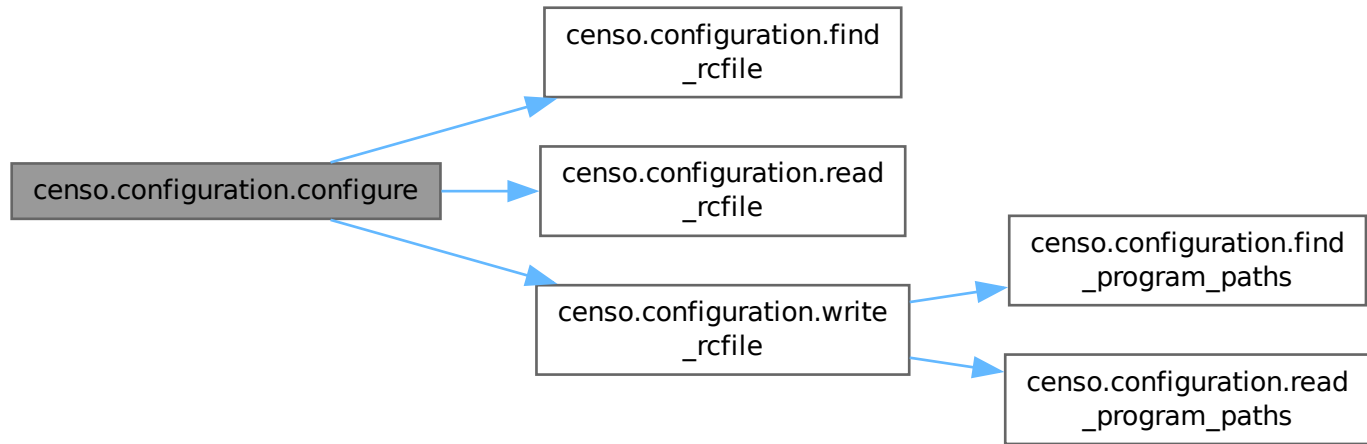 censo.configuration.find
_rcfile
censo.configuration.configure
censo.configuration.read
_rcfile
censo.configuration.write
_rcfile
censo.configuration.find
_program_paths
censo.configuration.read
_program_paths